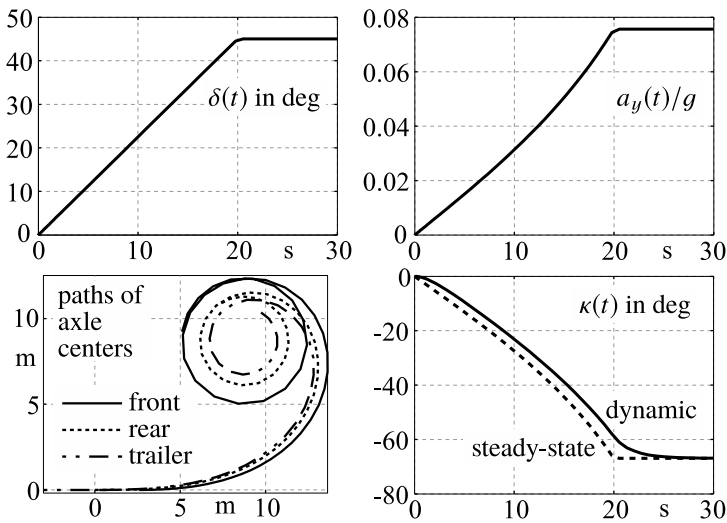 50
40
30
20
10
0
δ(t) in deg
0
10
20
s
30
0.08
0.06
0.04
0.02
0
a_y(t)/g
0
10
20
s
30
paths of
axle
centers
10
m
5
0
front
rear
trailer
0
5
m
10
0
-20
-40
-60
-80
κ(t) in deg
dynamic
steady-state
0
10
20
s
30